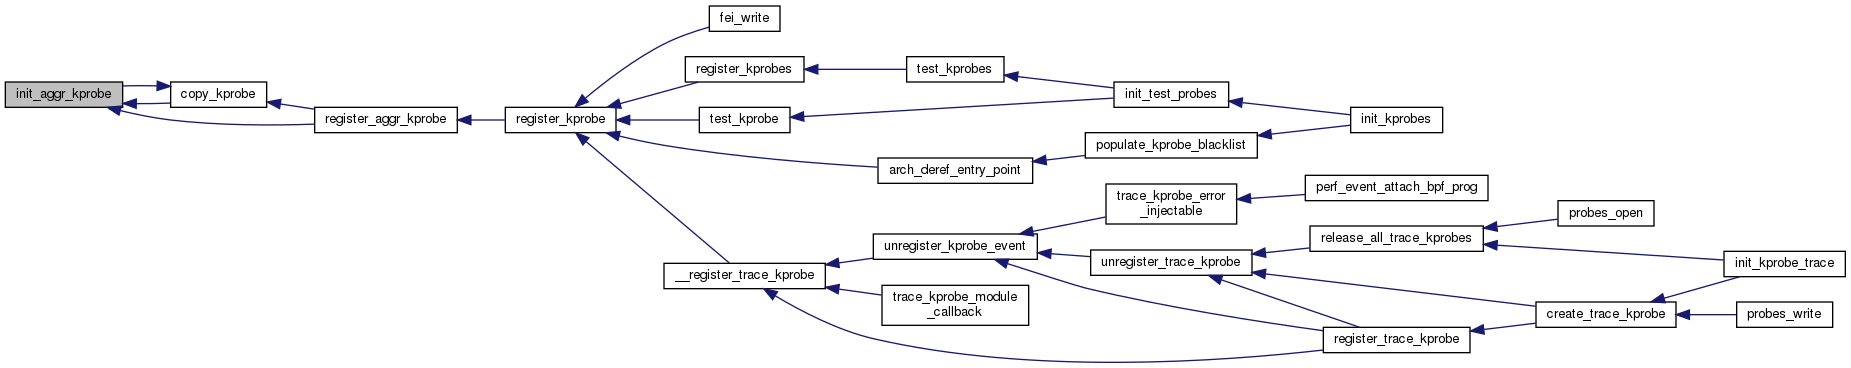 fei_write
register_kprobes
test_kprobes
init_aggr_kprobe
copy_kprobe
init_test_probes
register_aggr_kprobe
register_kprobe
test_kprobe
init_kprobes
populate_kprobe_blacklist
arch_deref_entry_point
trace_kprobe_error
_injectable
perf_event_attach_bpf_prog
probes_open
unregister_kprobe_event
release_all_trace_kprobes
unregister_trace_kprobe
init_kprobe_trace
__register_trace_kprobe
trace_kprobe_module
_callback
create_trace_kprobe
probes_write
register_trace_kprobe